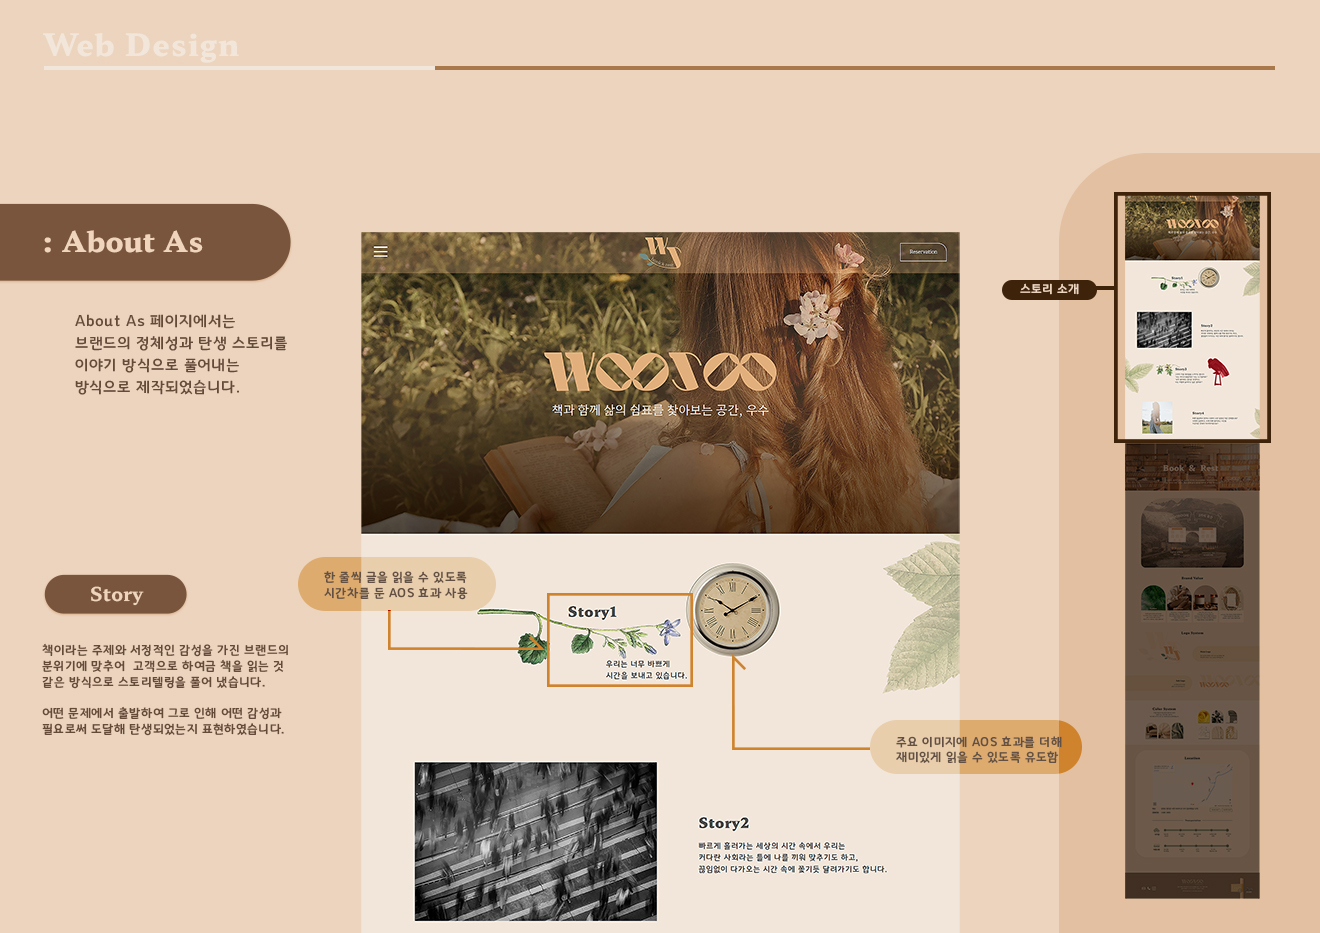 Web Design
: About As
About As 페이지에서는
브랜드의 정체성과 탄생 스토리를
이야기 방식으로 풀어내는
방식으로 제작되었습니다.
Story
책이라는 주제와 서정적인 감성을 가진 브랜드의
분위기에 맞추어 고객으로 하여금 책을 읽는 것
같은 방식으로 스토리텔링을 풀어 냈습니다.
어떤 문제에서 출발하여 그로 인해 어떤 감성과
필요로써 도달해 탄생되었는지 표현하였습니다.
Reservation
WOOSOO
책과 함께 삶의 쉼표를 찾아보는 공간, 우수
한 줄씩 글을 읽을 수 있도록
시간차를 둔 AOS 효과 사용
Story1
우리는 너무 바쁘게
시간을 보내고 있습니다.
주요 이미지에 AOS 효과를 더해
재미있게 읽을 수 있도록 유도함
Story2
빠르게 흘러가는 세상의 시간 속에서 우리는
커다란 사회라는 틀에 나를 끼워 맞추기도 하고,
끊임없이 다가오는 시간 속에 쫓기듯 달려가기도 합니다.
스토리 소개
WOOSOO
Story1
Story2
Story3
Story4
Book & Rest
Brand Value
Logo System
Color System
Location